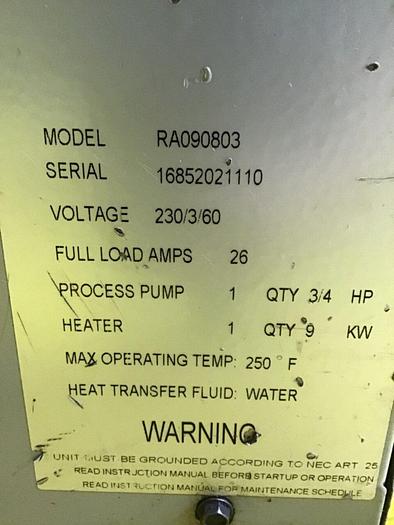 MODEL RA090803
SERIAL 16852021110
VOLTAGE 230/3/60
FULL LOAD AMPS 26
PROCESS PUMP 1 QTY 3/4 HP
HEATER 1 QTY 9 KW
MAX OPERATING TEMP: 250 ° F
HEAT TRANSFER FLUID: WATER
WARNING
UNIT MUST BE GROUNDED ACCORDING TO NEC ART 25
READ INSTRUCTION MANUAL BEFORE STARTUP OR OPERATION
READ INSTRUCTION MANUAL FOR MAINTENANCE SCHEDULE